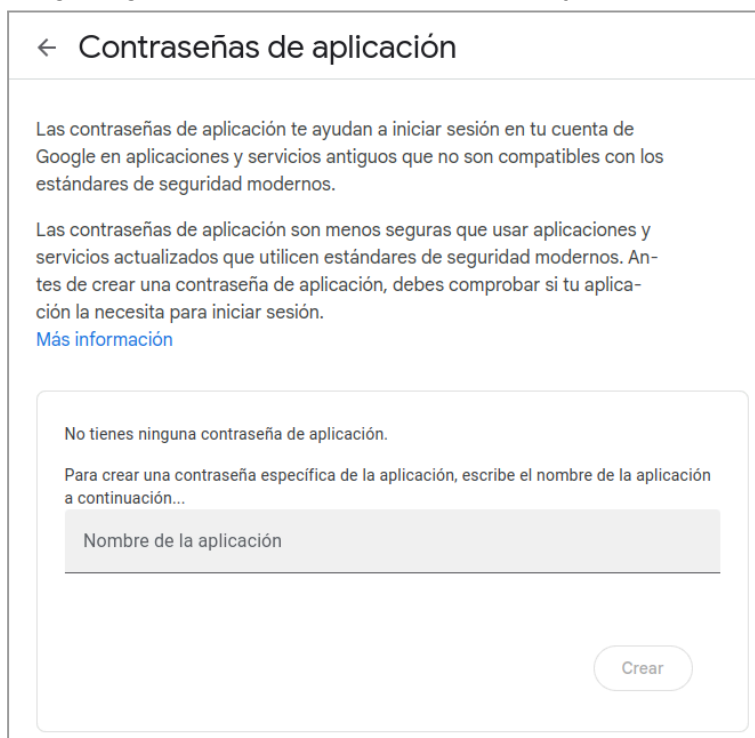 Contraseñas de aplicación
Las contraseñas de aplicación te ayudan a iniciar sesión en tu cuenta de
Google en aplicaciones y servicios antiguos que no son compatibles con los
estándares de seguridad modernos.
Las contraseñas de aplicación son menos seguras que usar aplicaciones y
servicios actualizados que utilicen estándares de seguridad modernos. An-
tes de crear una contraseña de aplicación, debes comprobar si tu aplica-
ción la necesita para iniciar sesión.
Más información
No tienes ninguna contraseña de aplicación.
Para crear una contraseña específica de la aplicación, escribe el nombre de la aplicación
a continuación...
Nombre de la aplicación
Crear